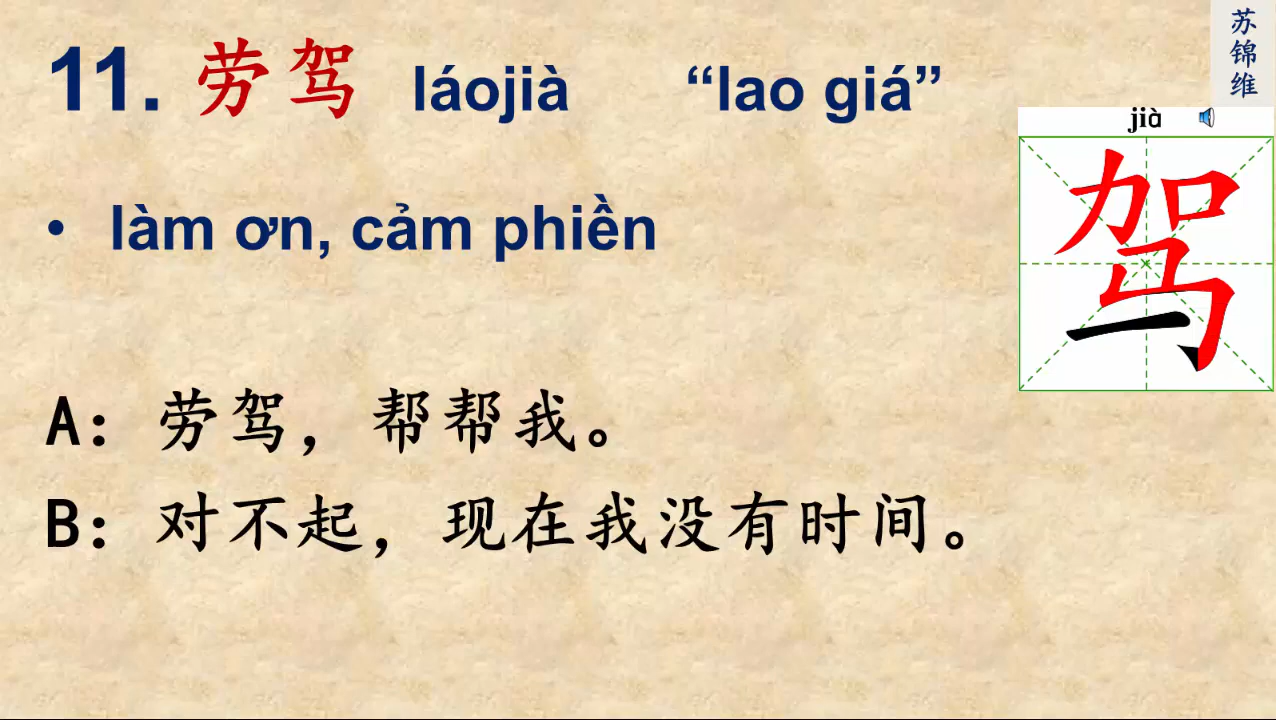 11. 劳驾 láojià “lao giá”
苏锦维
jià
驾
• làm ơn, cảm phiền
A: 劳驾，帮帮我。
B: 对不起，现在我没有时间。